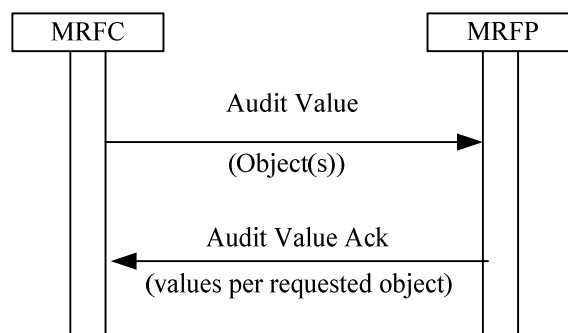 MRFC
MRFP
Audit Value
(Object(s))
Audit Value Ack
(values per requested object)